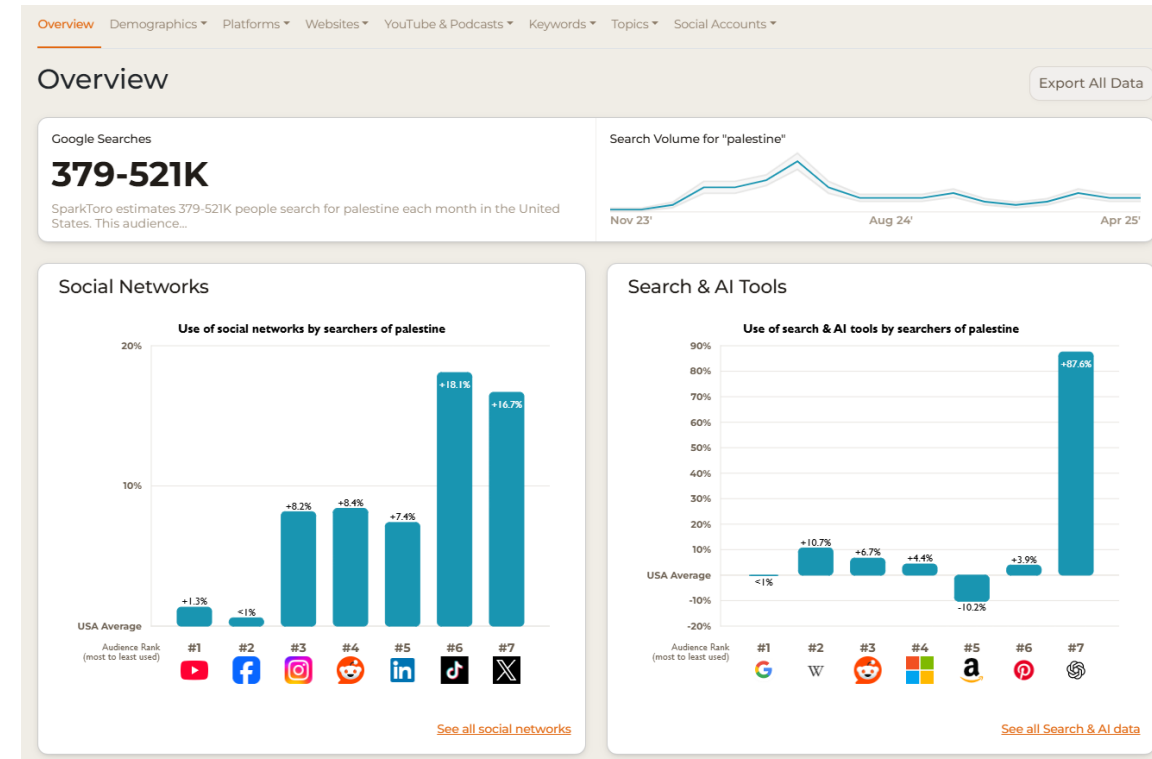 Overview Demographics Platforms Websites YouTube & Podcasts Keywords Topics Social Accounts
Overview
Export All Data
Google Searches
379-521K
SparkToro estimates 379-521K people search for palestine each month in the United
States. This audience...
Search Volume for "palestine"
Nov 23' Aug 24' Apr 25'
Social Networks
Use of social networks by searchers of palestine
20%
10%
USA Average
+1.3%
<1%
+8.2%
+8.4%
+7.4%
+18.1%
+16.7%
Audience Rank
(most to least used)
#1 #2 #3 #4 #5 #6 #7
See all social networks
Search & AI Tools
Use of search & AI tools by searchers of palestine
90%
80%
70%
60%
50%
40%
30%
20%
10%
USA Average
-10%
-20%
<1%
+10.7%
+6.7%
+4.4%
-10.2%
+3.9%
+87.6%
Audience Rank
(most to least used)
#1 #2 #3 #4 #5 #6 #7
See all Search & AI data